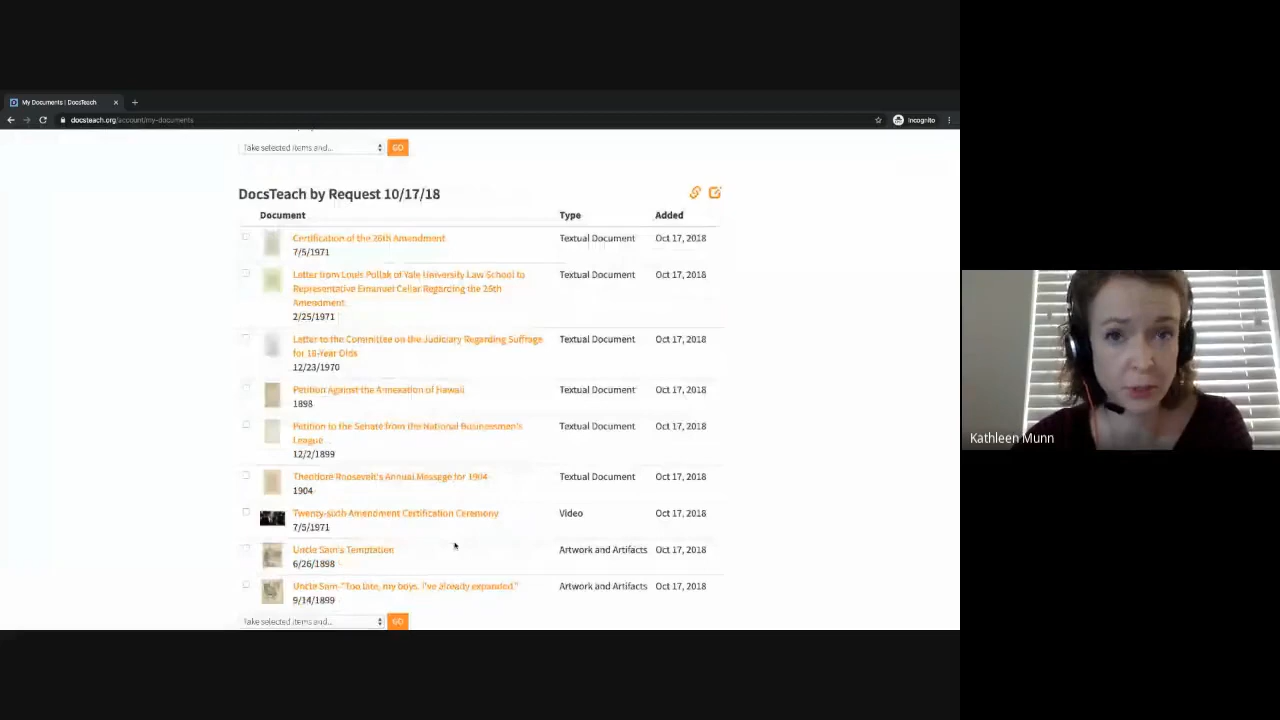 My Documents | DocsTeach
docsteach.org/account/my-documents
Incognito
Take selected items and...
GO
DocsTeach by Request 10/17/18
Document Type Added
Certification of the 26th Amendment Textual Document Oct 17, 2018
7/5/1971
Letter from Louis Pollak of Yale University Law School to Textual Document Oct 17, 2018
Representative Emanuel Cellar Regarding the 26th
Amendment
2/25/1971
Letter to the Committee on the Judiciary Regarding Suffrage Textual Document Oct 17, 2018
for 18-Year Olds
12/23/1970
Petition Against the Annexation of Hawaii Textual Document Oct 17, 2018
1898
Petition to the Senate from the National Businessmen's Textual Document Oct 17, 2018
League
12/2/1899
Theodore Roosevelt's Annual Message for 1904 Textual Document Oct 17, 2018
1904
Twenty-sixth Amendment Certification Ceremony Video Oct 17, 2018
7/5/1971
Uncle Sam's Temptation Artwork and Artifacts Oct 17, 2018
6/26/1898
Uncle Sam-"Too late, my boys. I've already expanded." Artwork and Artifacts Oct 17, 2018
9/14/1899
Take selected items and...
GO
Kathleen Munn